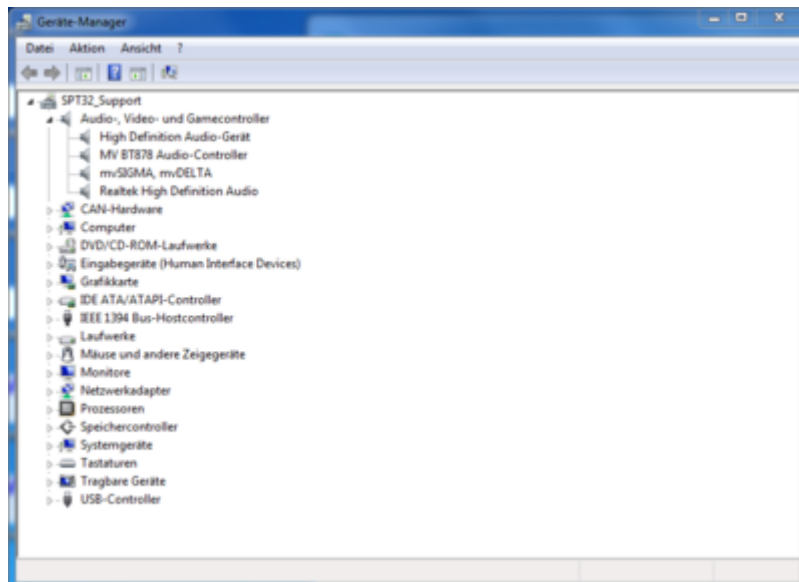 Geräte-Manager
Datei Aktion Ansicht ?
SPT32_Support
Audio-, Video- und Gamecontroller
High Definition Audio-Gerät
MV BT878 Audio-Controller
mvSIGMA, mvDELTA
Realtek High Definition Audio
CAN-Hardware
Computer
DVD/CD-ROM-Laufwerke
Eingabegeräte (Human Interface Devices)
Grafikkarte
IDE ATA/ATAPI-Controller
IEEE 1394 Bus-Hostcontroller
Laufwerke
Mäuse und andere Zeigegeräte
Monitore
Netzwerkadapter
Prozessoren
Speichercontroller
Systemgeräte
Tastaturen
Tragbare Geräte
USB-Controller